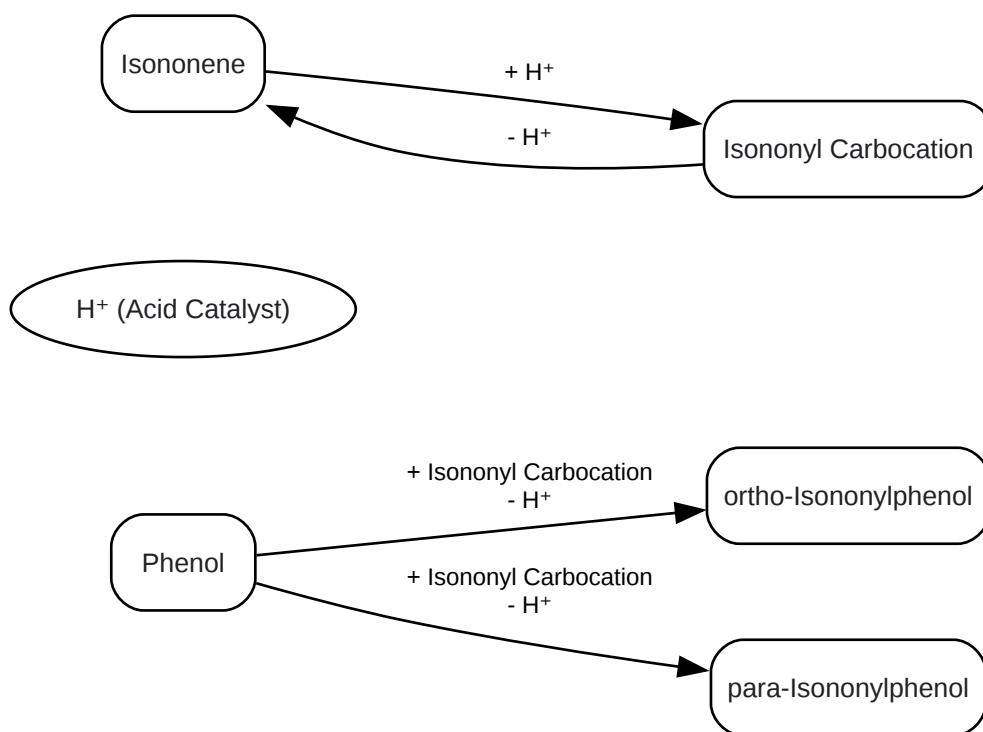 Isononene
+ H⁺
- H⁺
Isononyl Carbocation
H⁺ (Acid Catalyst)
+ Isononyl Carbocation
- H⁺
ortho-Isononylphenol
Phenol
+ Isononyl Carbocation
- H⁺
para-Isononylphenol